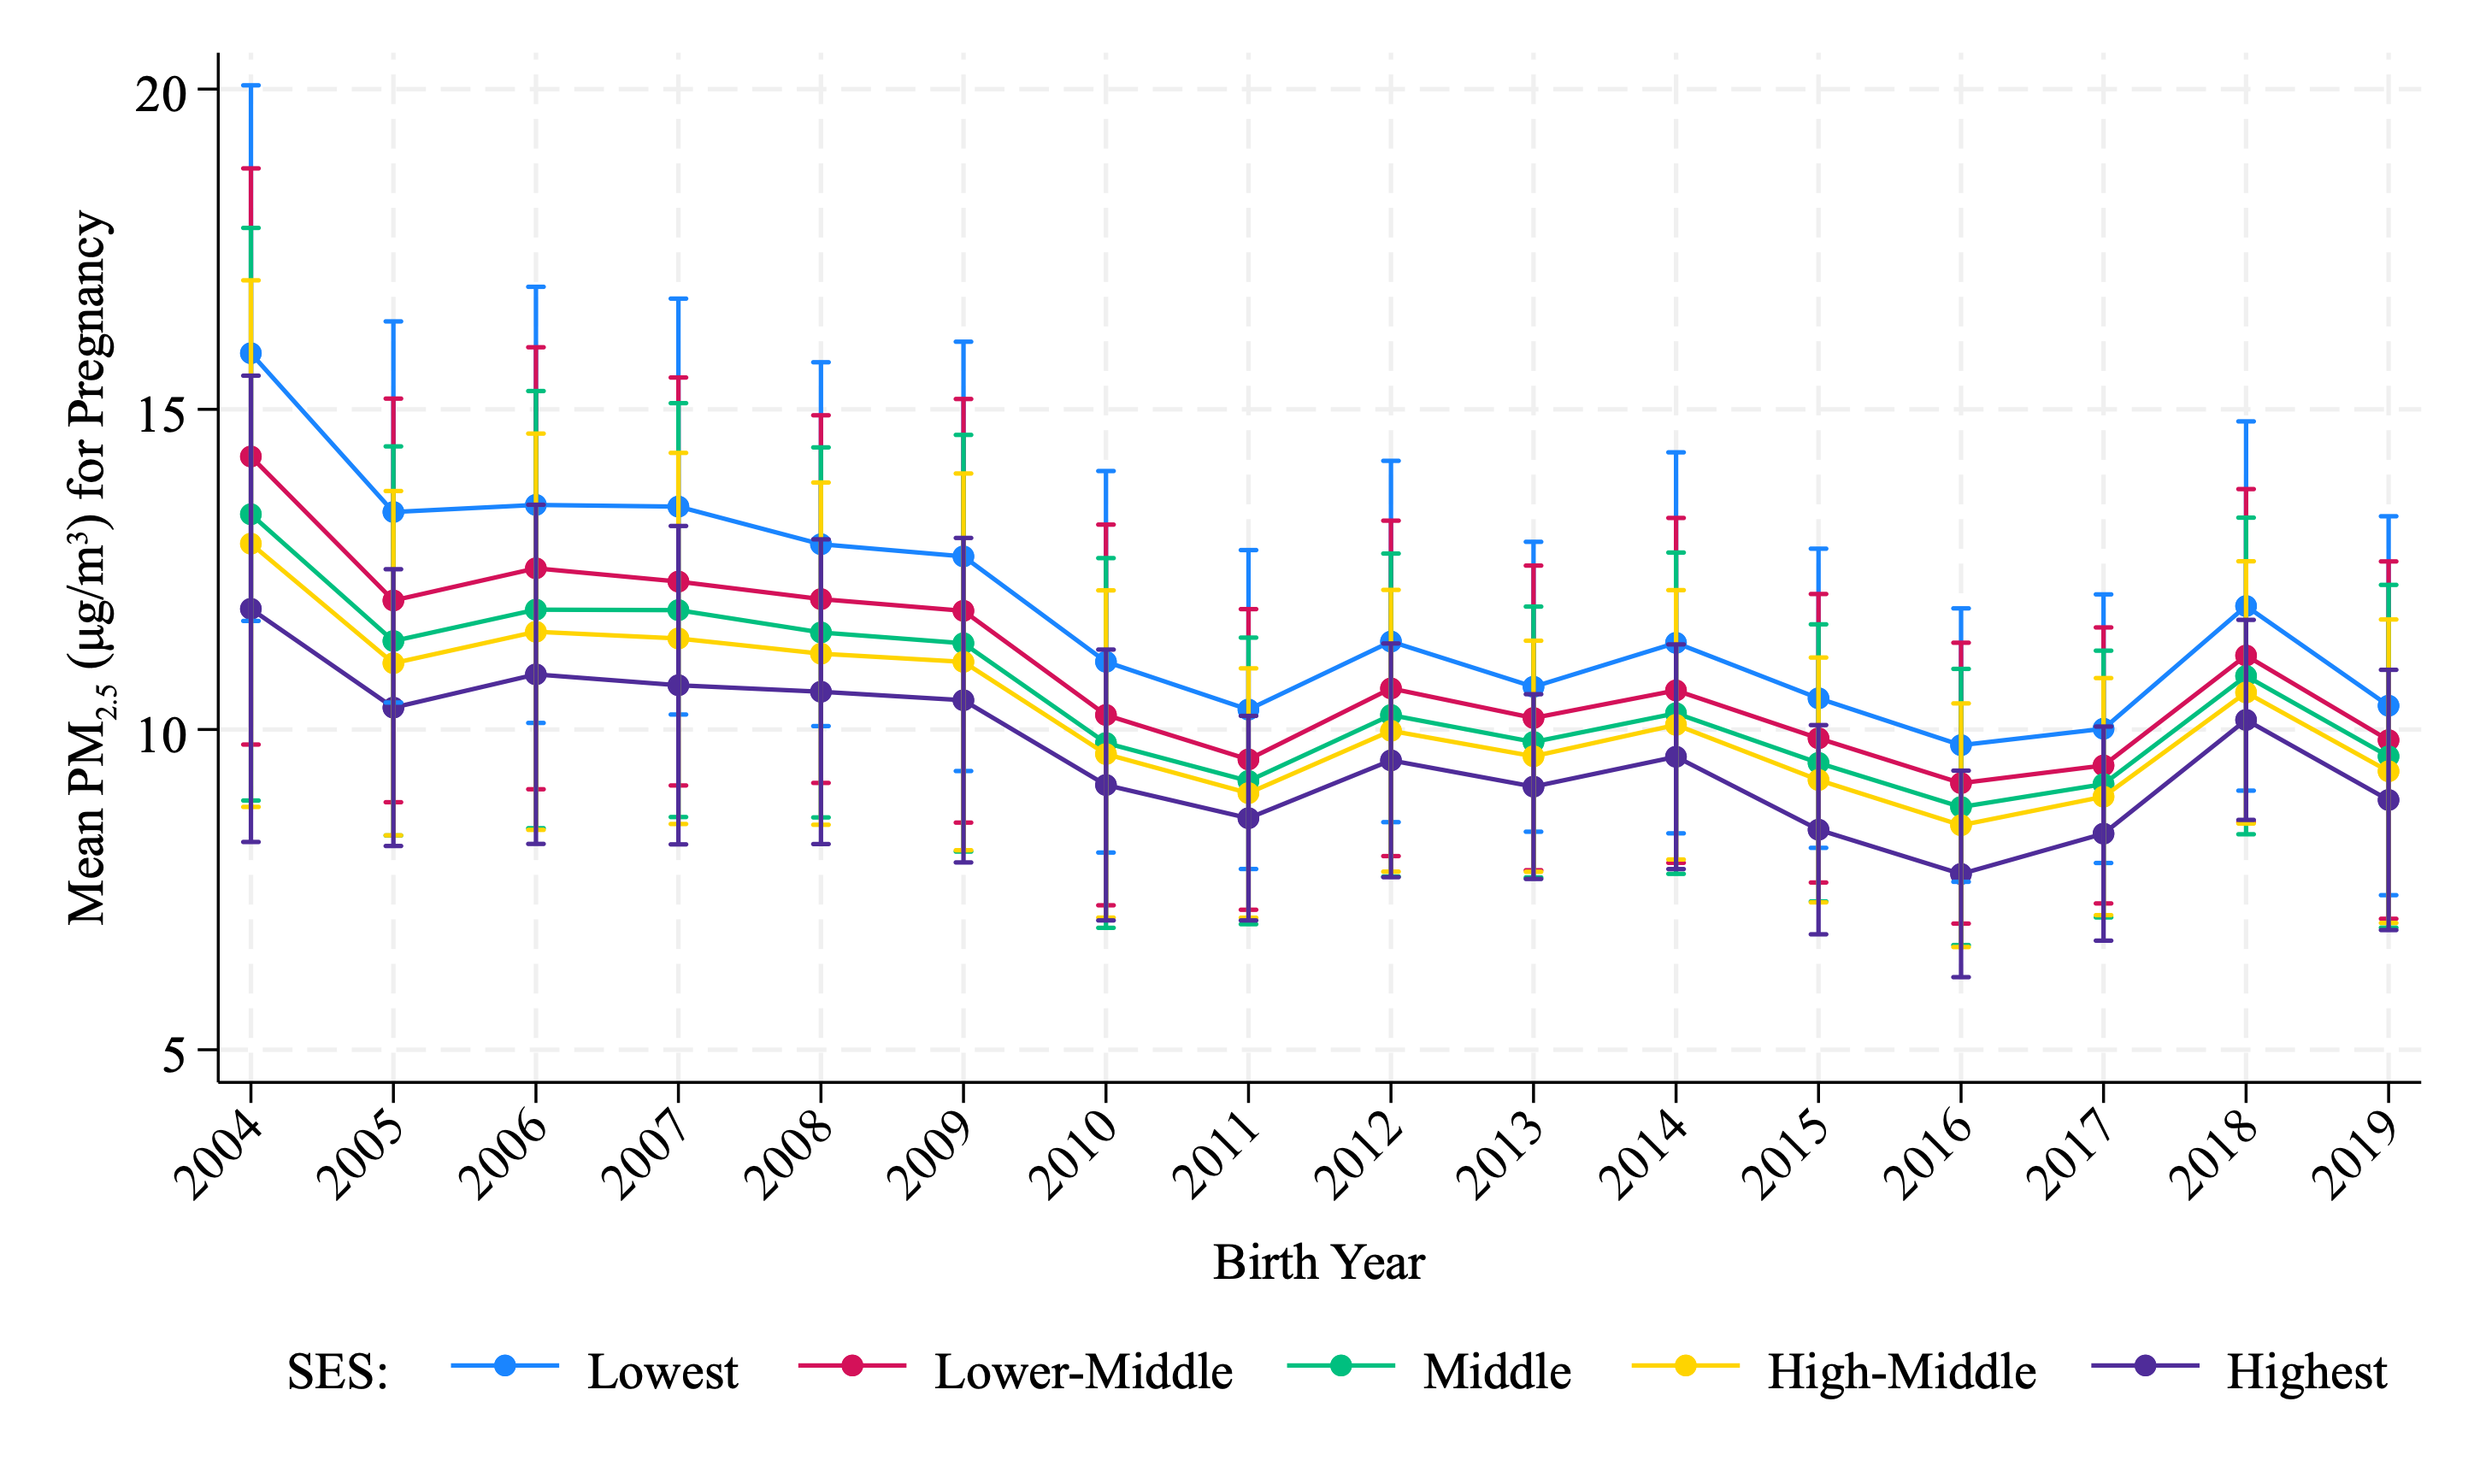 20
15
10
5
Mean PM2.5 (µg/m³) for Pregnancy
2004 2005 2006 2007 2008 2009 2010 2011 2012 2013 2014 2015 2016 2017 2018 2019
Birth Year
SES: Lowest Lower-Middle Middle High-Middle Highest